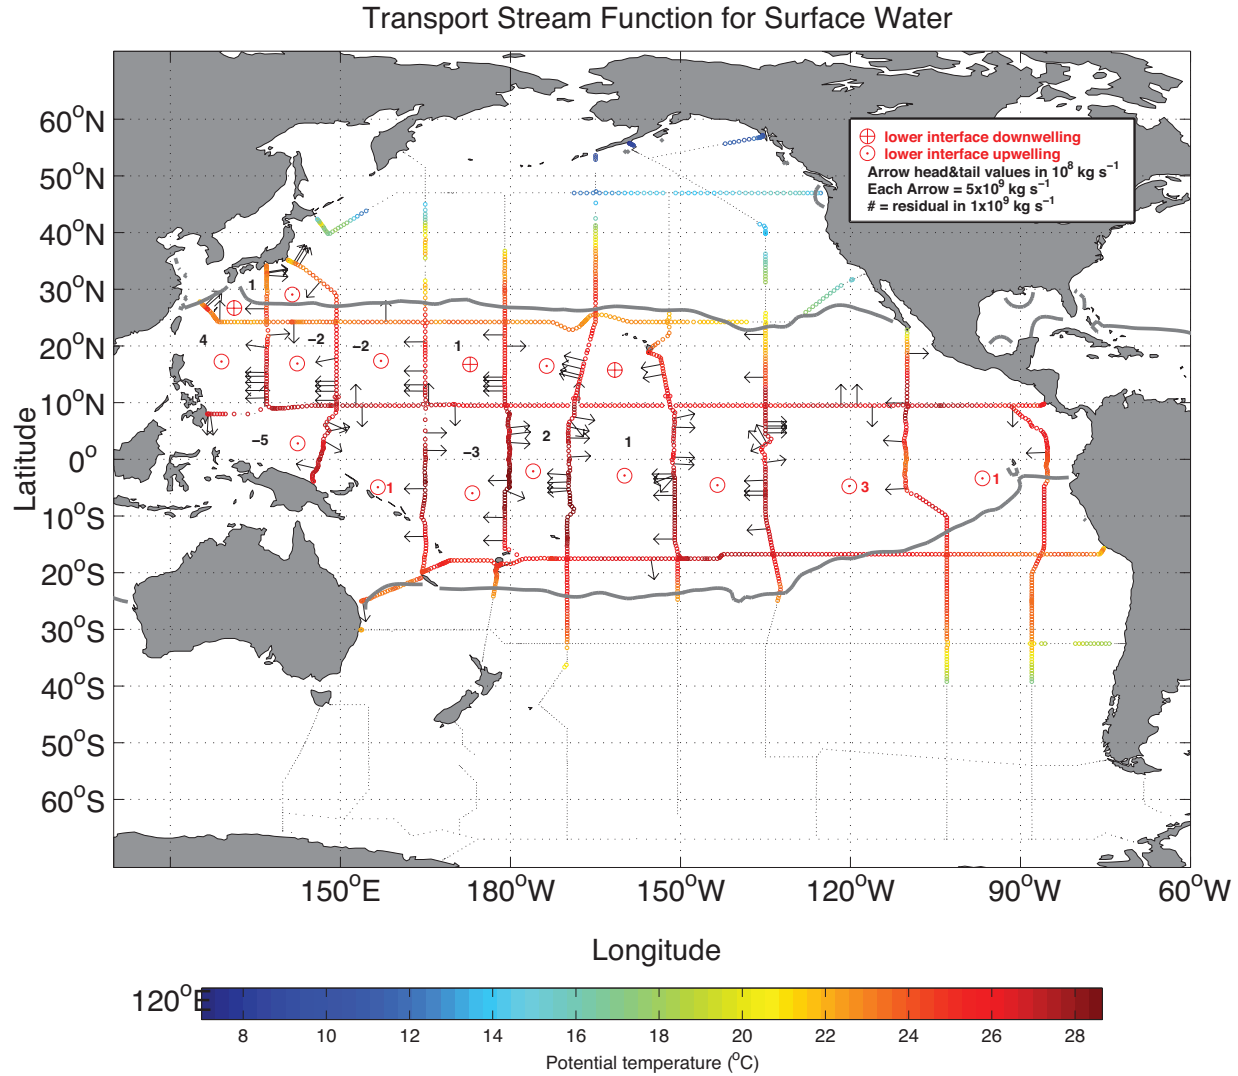 Transport Stream Function for Surface Water
lower interface downwelling
lower interface upwelling
Arrow head&tail values in 10⁸ kg s⁻¹
Each Arrow = 5x10⁹ kg s⁻¹
# = residual in 1x10⁹ kg s⁻¹
60°N
50°N
40°N
30°N
20°N
10°N
0°
10°S
20°S
30°S
40°S
50°S
60°S
Latitude
1
4
−2
−2
1
−5
−3
2
1
1
3
1
150°E
180°W
150°W
120°W
90°W
60°W
Longitude
120°E
8
10
12
14
16
18
20
22
24
26
28
Potential temperature (°C)